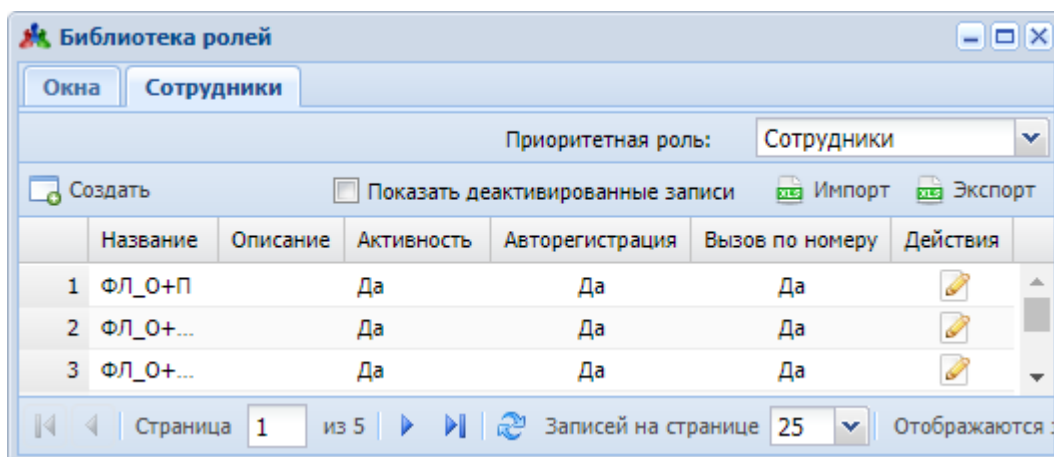 Библиотека ролей
Окна Сотрудники
Приоритетная роль: Сотрудники
Создать Показать деактивированные записи XLS Импорт XLS Экспорт
Название Описание Активность Авторегистрация Вызов по номеру Действия
1 ФЛ_О+П Да Да Да
2 ФЛ_О+... Да Да Да
3 ФЛ_О+... Да Да Да
Страница 1 из 5 Записей на странице 25 Отображаются